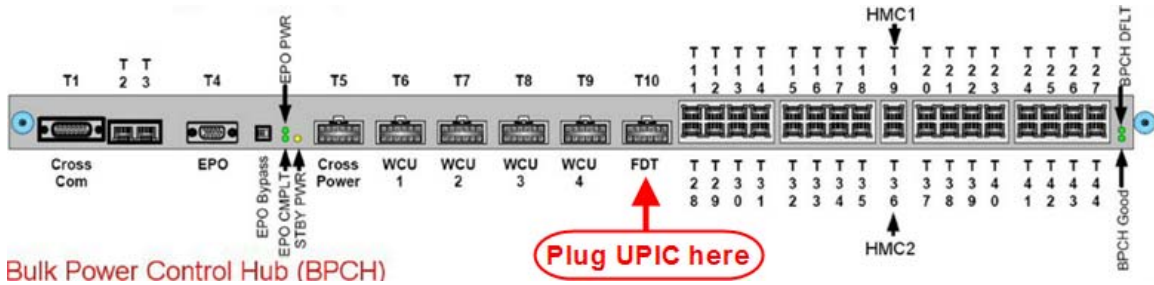 HMC1
EPO PWR
BPCH DFLT
T1 T2 T3 T4 T5 T6 T7 T8 T9 T10 T11 T12 T13 T14 T15 T16 T17 T18 T19 T20 T21 T22 T23 T24 T25 T26 T27
Cross Com
EPO
EPO Bypass
EPO CMPLT
STBY PWR
Cross Power
WCU 1
WCU 2
WCU 3
WCU 4
FDT
T28 T29 T30 T31 T32 T33 T34 T35 T36 T37 T38 T39 T40 T41 T42 T43 T44
BPCH Good
HMC2
Plug UPIC here
Bulk Power Control Hub (BPCH)